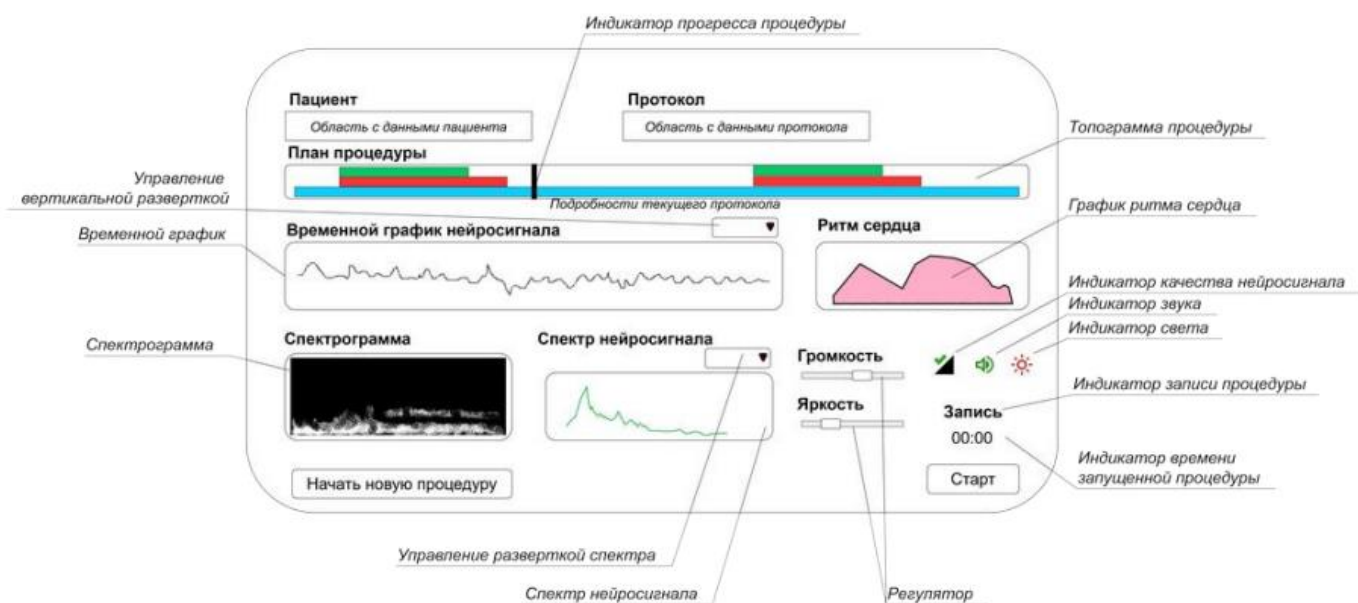 Индикатор прогресса процедуры
Пациент
Протокол
Область с данными пациента
Область с данными протокола
Топограмма процедуры
План процедуры
Управление
вертикальной разверткой
Подробности текущего протокола
График ритма сердца
Временной график
Временной график нейросигнала
Ритм сердца
Индикатор качества нейросигнала
Индикатор звука
Индикатор света
Спектрограмма
Спектрограмма
Спектр нейросигнала
Громкость
Индикатор записи процедуры
Яркость
Запись
00:00
Индикатор времени
запущенной процедуры
Начать новую процедуру
Старт
Управление разверткой спектра
Спектр нейросигнала
Регулятор